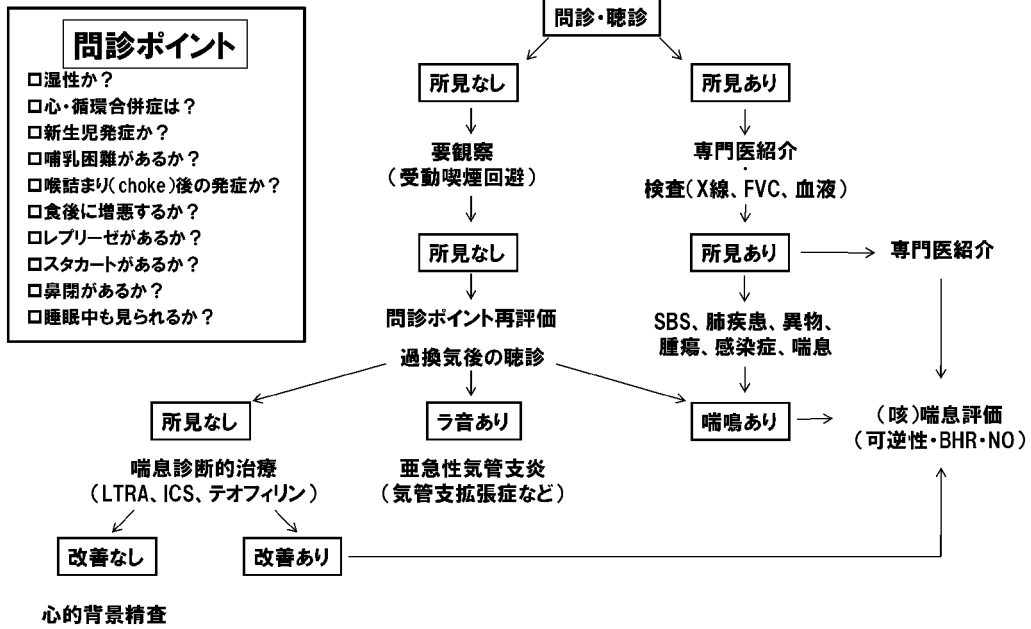 問診ポイント
□湿性か?
□心・循環合併症は?
□新生児発症か?
□哺乳困難があるか?
□喉詰まり(choke)後の発症か?
□食後に増悪するか?
□レプリーゼがあるか?
□スタカートがあるか?
□鼻閉があるか?
□睡眠中も見られるか?
問診・聴診
所見なし
所見あり
要観察
(受動喫煙回避)
専門医紹介
・
検査(X線、FVC、血液)
所見なし
所見あり
専門医紹介
問診ポイント再評価
過換気後の聴診
SBS、肺疾患、異物、
腫瘍、感染症、喘息
所見なし
ラ音あり
喘鳴あり
(咳)喘息評価
(可逆性・BHR・NO)
喘息診断的治療
(LTRA、ICS、テオフィリン)
亜急性気管支炎
(気管支拡張症など)
改善なし
改善あり
心的背景精査